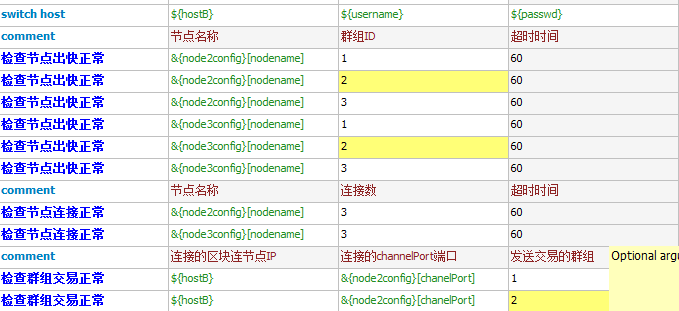 switch host ${hostB} ${username} ${passwd}
comment 节点名称 群组ID 超时时间
检查节点出快正常 &{node2config}[nodename] 1 60
检查节点出快正常 &{node2config}[nodename] 2 60
检查节点出快正常 &{node2config}[nodename] 3 60
检查节点出快正常 &{node3config}[nodename] 1 60
检查节点出快正常 &{node3config}[nodename] 2 60
检查节点出快正常 &{node3config}[nodename] 3 60
comment 节点名称 连接数 超时时间
检查节点连接正常 &{node2config}[nodename] 3 60
检查节点连接正常 &{node3config}[nodename] 3 60
comment 连接的区块连节点IP 连接的channelPort端口 发送交易的群组 Optional argu
检查群组交易正常 ${hostB} &{node2config}[chanelPort] 1
检查群组交易正常 ${hostB} &{node2config}[chanelPort] 2